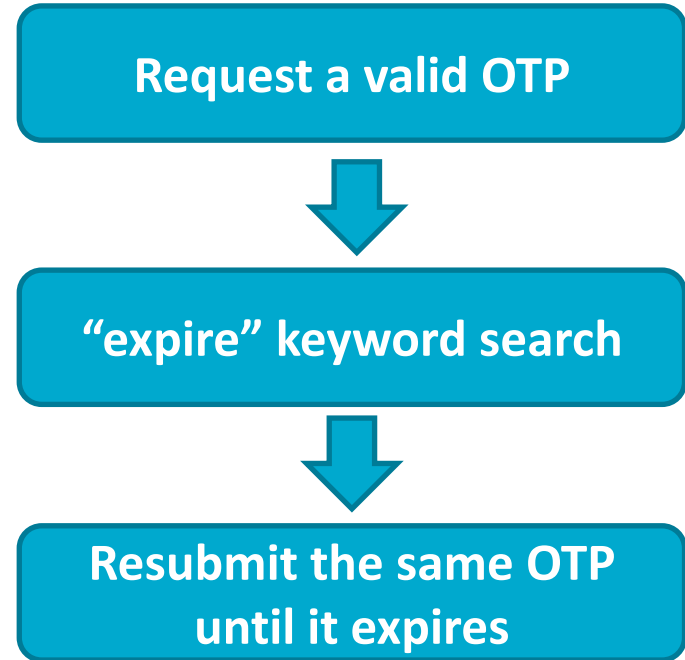 Request a valid OTP
“expire” keyword search
Resubmit the same OTP
until it expires